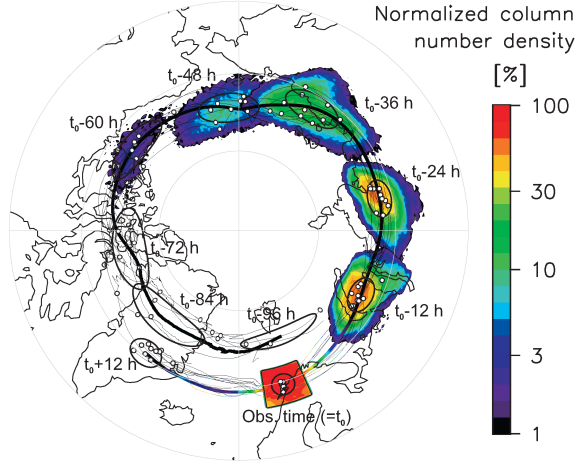 Normalized column
number density
[%]
100
30
10
3
1
t₀-48 h
t₀-36 h
t₀-60 h
t₀-24 h
t₀-72 h
t₀-84 h
t₀-96 h
t₀-12 h
t₀+12 h
Obs. time (=t₀)